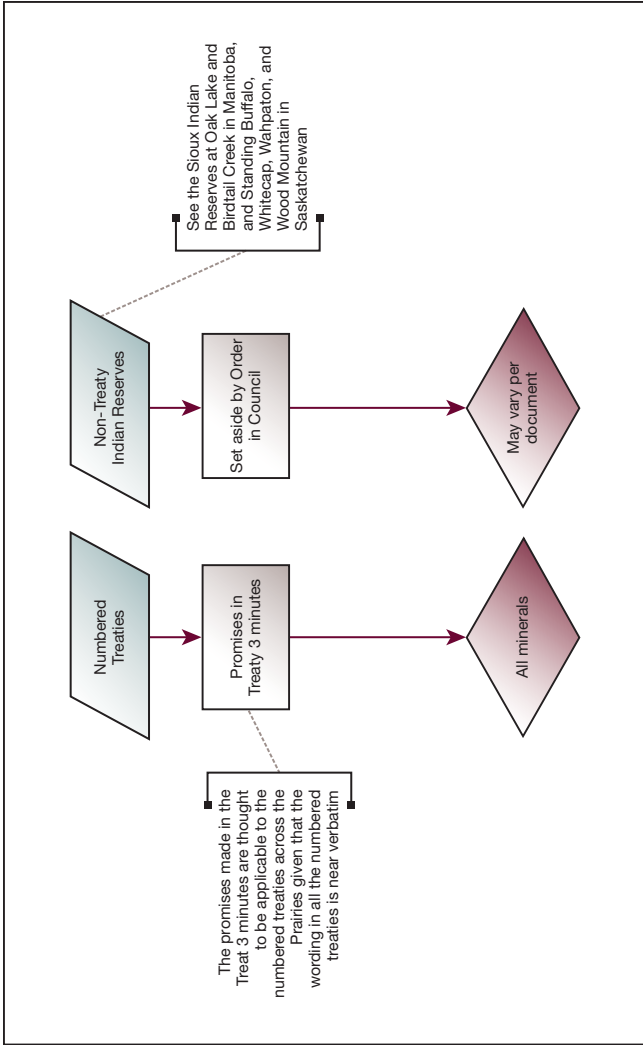 The promises made in the
Treat 3 minutes are thought
to be applicable to the
numbered treaties across the
Prairies given that the
wording in all the numbered
treaties is near verbatim
Numbered
Treaties
Promises in
Treaty 3 minutes
All minerals
Non-Treaty
Indian Reserves
Set aside by Order
in Council
May vary per
document
See the Sioux Indian
Reserves at Oak Lake and
Birdtail Creek in Manitoba,
and Standing Buffalo,
Whitecap, Wahpaton, and
Wood Mountain in
Saskatchewan